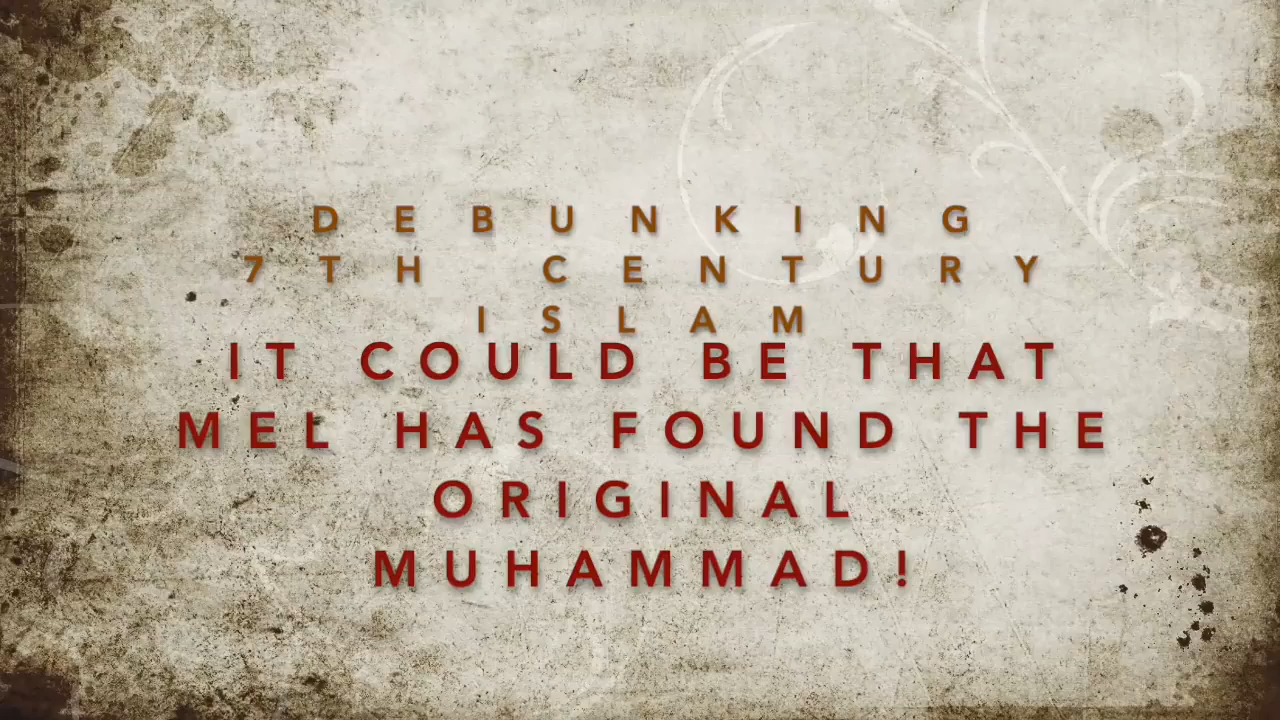 DEBUNKING
7TH CENTURY
ISLAM
IT COULD BE THAT
MEL HAS FOUND THE
ORIGINAL
MUHAMMAD!